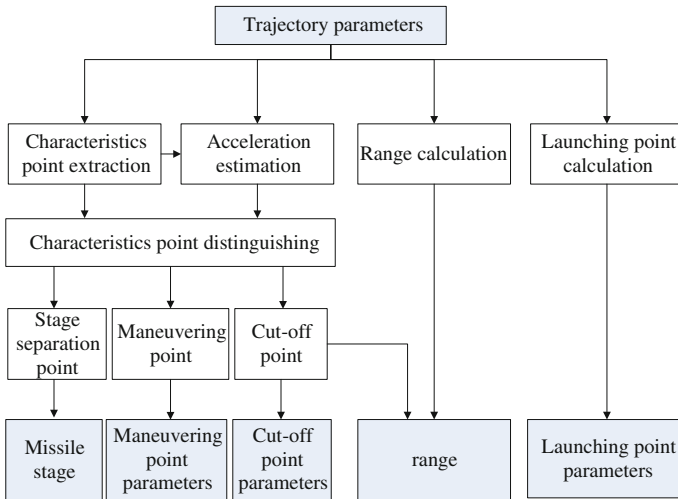 Trajectory parameters
Characteristics
point extraction
Acceleration
estimation
Range calculation
Launching point
calculation
Characteristics point distinguishing
Stage
separation
point
Maneuvering
point
Cut-off
point
Missile
stage
Maneuvering
point
parameters
Cut-off
point
parameters
range
Launching point
parameters